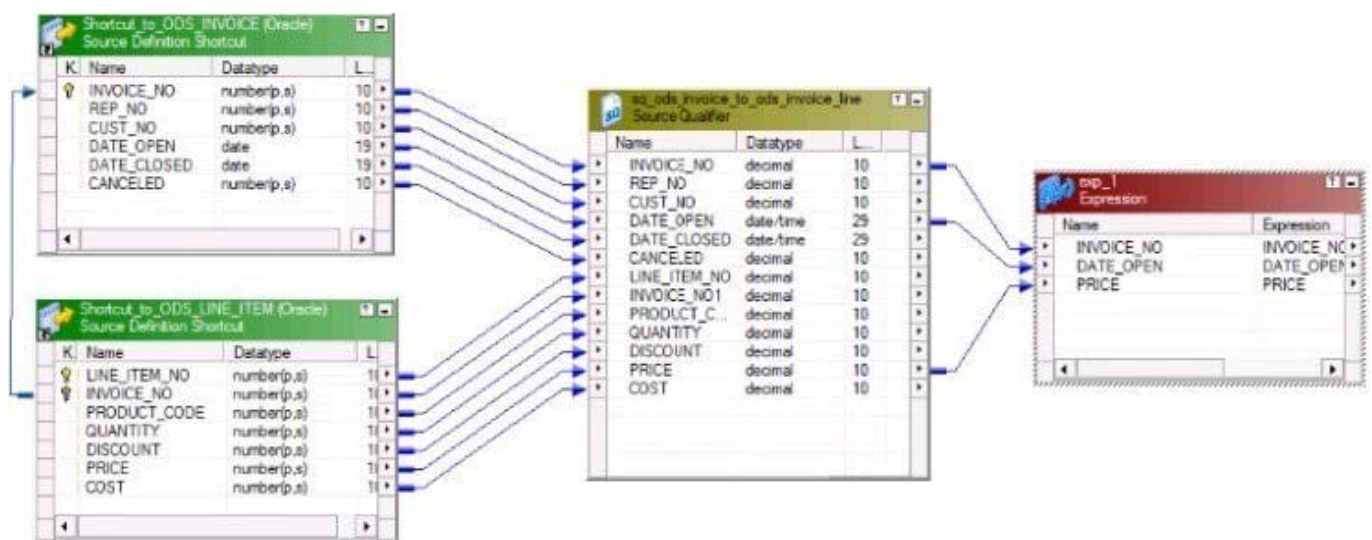 Shortcut_to_ODS_INVOICE (Oracle)
Source Definition Shortcut
K. Name Datatype L...
INVOICE_NO number(p,s) 10
REP_NO number(p,s) 10
CUST_NO number(p,s) 10
DATE_OPEN date 19
DATE_CLOSED date 19
CANCELED number(p,s) 10
Shortcut_to_ODS_LINE_ITEM (Oracle)
Source Definition Shortcut
K. Name Datatype L
LINE_ITEM_NO number(p,s)
INVOICE_NO number(p,s)
PRODUCT_CODE number(p,s)
QUANTITY number(p,s)
DISCOUNT number(p,s)
PRICE number(p,s)
COST number(p,s)
sq_ods_invoice_to_ods_invoice_line
Source Qualifier
Name Datatype L...
INVOICE_NO decimal 10
REP_NO decimal 10
CUST_NO decimal 10
DATE_OPEN date/time 29
DATE_CLOSED date/time 29
CANCELED decimal 10
LINE_ITEM_NO decimal 10
INVOICE_NO1 decimal 10
PRODUCT_C... decimal 10
QUANTITY decimal 10
DISCOUNT decimal 10
PRICE decimal 10
COST decimal 10
exp_1
Expression
Name Expression
INVOICE_NO INVOICE_NC
DATE_OPEN DATE_OPEN
PRICE PRICE